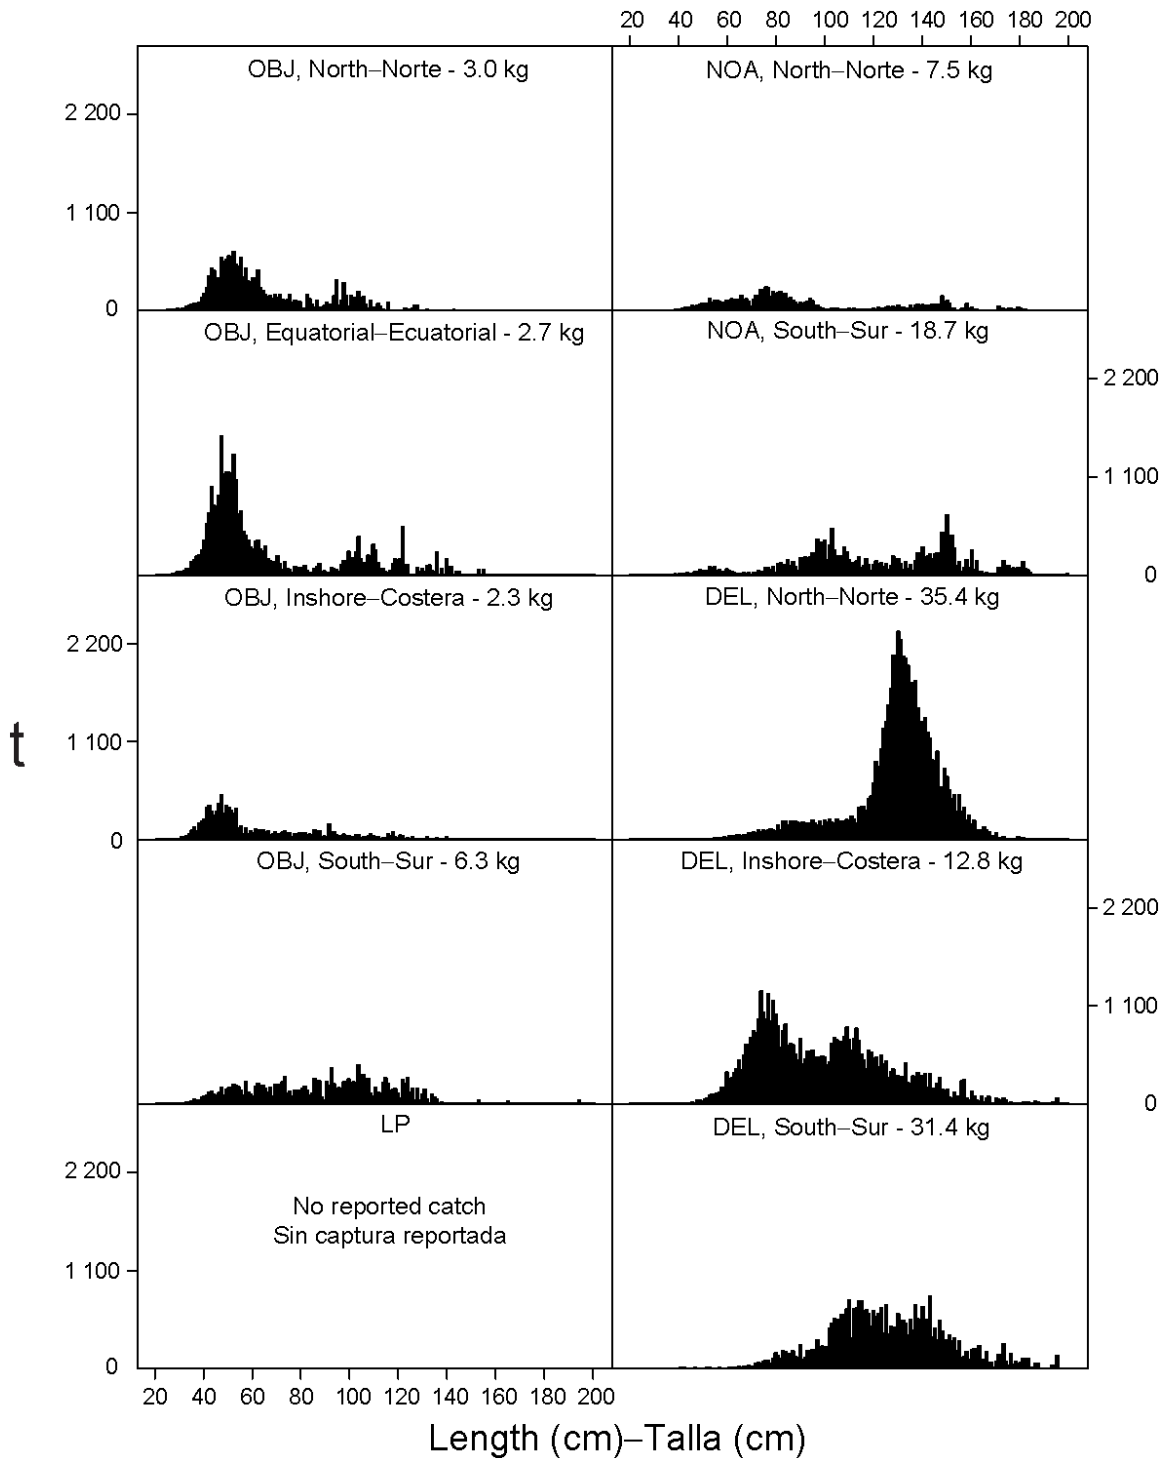 20 40 60 80 100 120 140 160 180 200
OBJ, North–Norte - 3.0 kg
NOA, North–Norte - 7.5 kg
2 200
1 100
0
OBJ, Equatorial–Ecuatorial - 2.7 kg
NOA, South–Sur - 18.7 kg
2 200
1 100
0
OBJ, Inshore–Costera - 2.3 kg
DEL, North–Norte - 35.4 kg
2 200
t
1 100
0
OBJ, South–Sur - 6.3 kg
DEL, Inshore–Costera - 12.8 kg
2 200
1 100
0
LP
DEL, South–Sur - 31.4 kg
2 200
No reported catch
Sin captura reportada
1 100
0
20 40 60 80 100 120 140 160 180 200
Length (cm)–Talla (cm)